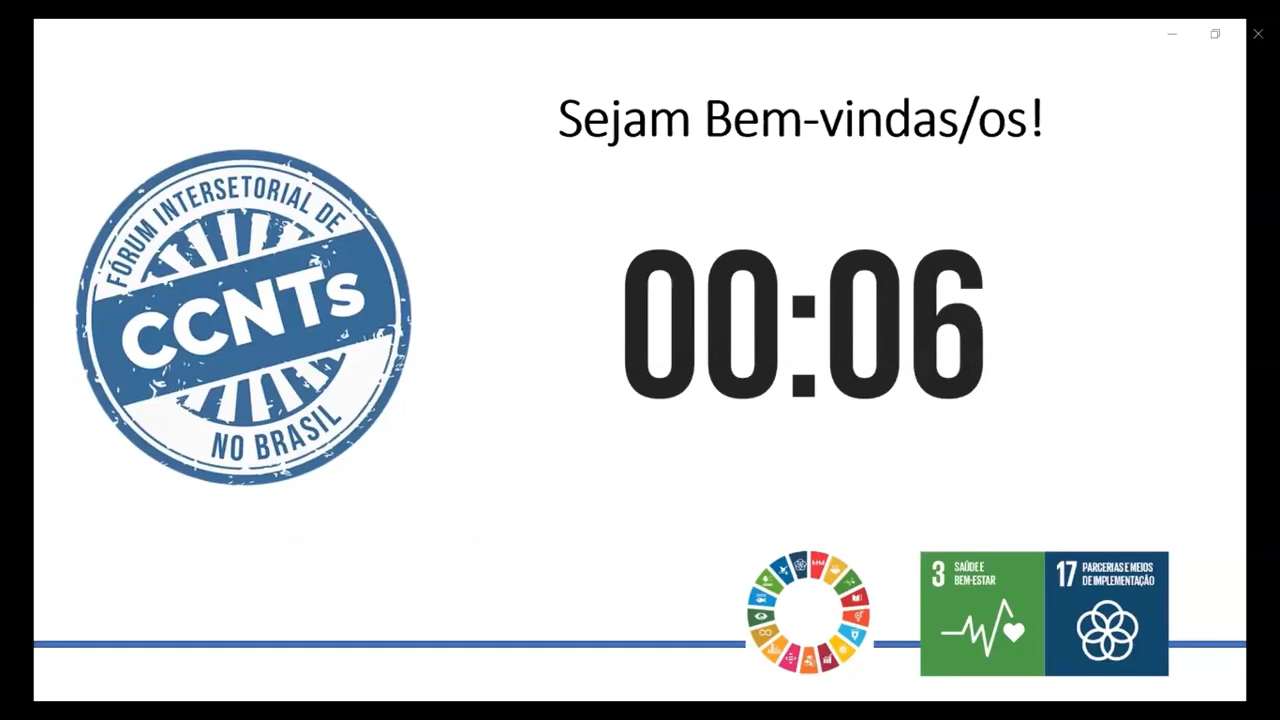 Sejam Bem-vindas/os!
FÓRUM INTERSETORIAL DE
CCNTs
NO BRASIL
00:06
3 SAÚDE E
BEM-ESTAR
17 PARCERIAS E MEIOS
DE IMPLEMENTAÇÃO